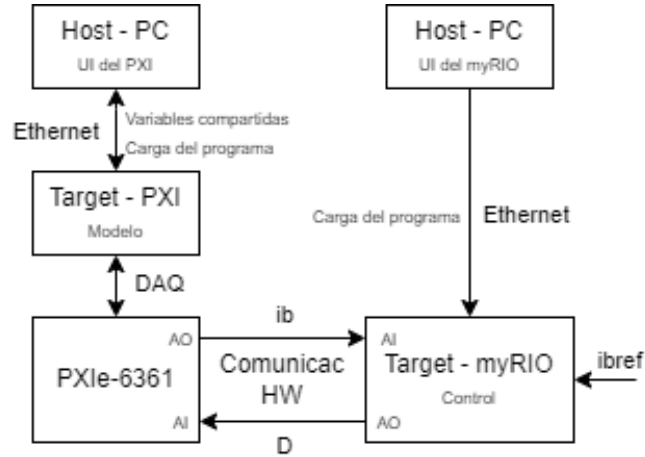 Host - PC
UI del PXI
Host - PC
UI del myRIO
Ethernet
Variables compartidas
Carga del programa
Target - PXI
Modelo
Carga del programa
Ethernet
DAQ
ib
AO
AI
PXIe-6361
Comunicac
HW
Target - myRIO
Control
ibref
AI
AO
D